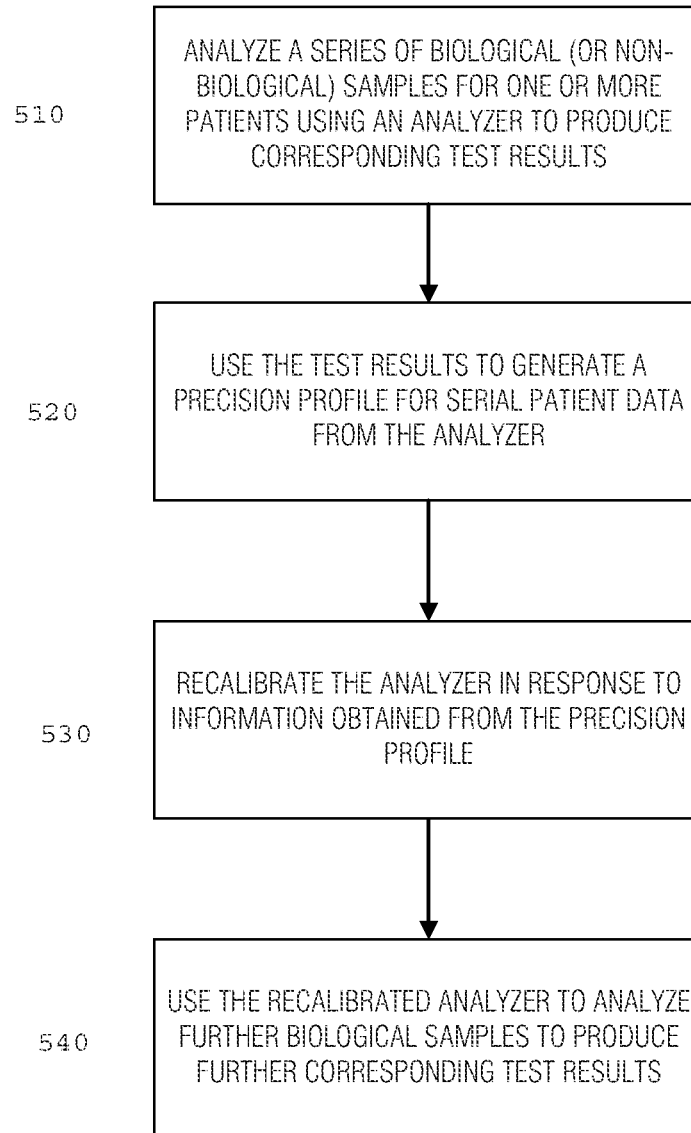 510
ANALYZE A SERIES OF BIOLOGICAL (OR NON-
BIOLOGICAL) SAMPLES FOR ONE OR MORE
PATIENTS USING AN ANALYZER TO PRODUCE
CORRESPONDING TEST RESULTS
520
USE THE TEST RESULTS TO GENERATE A
PRECISION PROFILE FOR SERIAL PATIENT DATA
FROM THE ANALYZER
530
RECALIBRATE THE ANALYZER IN RESPONSE TO
INFORMATION OBTAINED FROM THE PRECISION
PROFILE
540
USE THE RECALIBRATED ANALYZER TO ANALYZE
FURTHER BIOLOGICAL SAMPLES TO PRODUCE
FURTHER CORRESPONDING TEST RESULTS